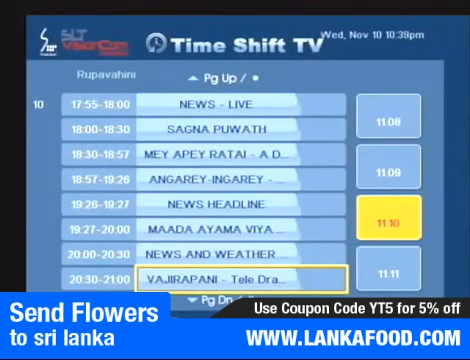 SLT
VisionCom
Time Shift TV
Wed, Nov 10 10:39pm
Rupavahini
Pg Up /
10
17:55-18:00 NEWS - LIVE
18:00-18:30 SAGNA PUWATH
18:30-18:57 MEY APEY RATAI - A D...
18:57-19:26 ANGAREY-INGAREY - ...
19:26-19:27 NEWS HEADLINE
19:27-20:00 MAADA AYAMA VIYA ...
20:00-20:30 NEWS AND WEATHER
20:30-21:00 VAJIRAPANI - Tele Dra...
11.08
11.09
11.10
11.11
Pg Dn /
Send Flowers
to sri lanka
Use Coupon Code YT5 for 5% off
WWW.LANKAFOOD.COM